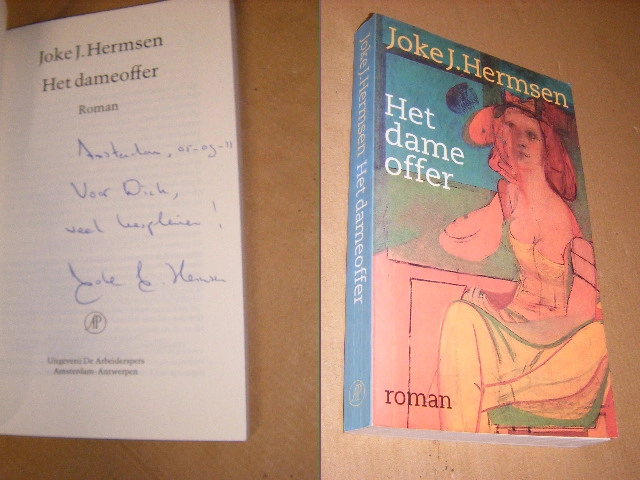 Joke J. Hermsen
Het dameoffer
Roman
Amsterdam, 05-09-11
Voor Dick,
veel leesplezier!
Joke J. Hermsen
AP
Uitgeverij De Arbeiderspers
Amsterdam · Antwerpen
Joke J. Hermsen Het dameoffer
Joke J. Hermsen
Het
dame
offer
roman